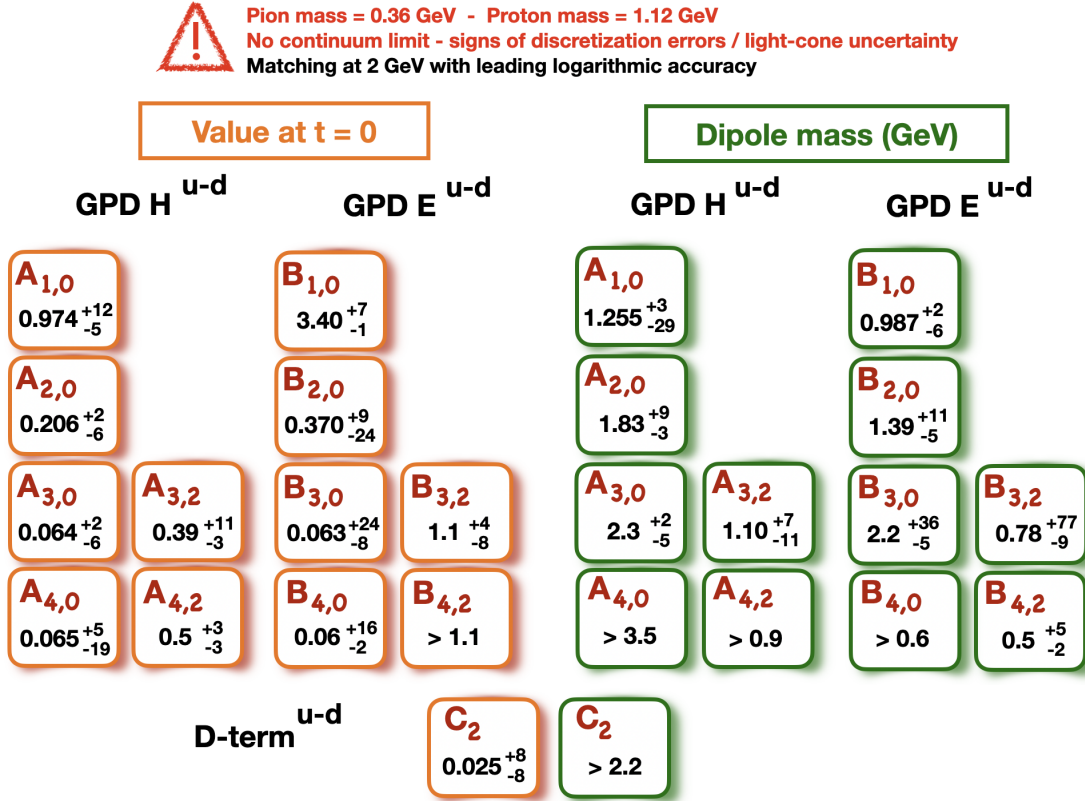 !
Pion mass = 0.36 GeV - Proton mass = 1.12 GeV
No continuum limit - signs of discretization errors / light-cone uncertainty
Matching at 2 GeV with leading logarithmic accuracy
Value at t = 0
Dipole mass (GeV)
GPD H u-d
GPD E u-d
GPD H u-d
GPD E u-d
A1,0
0.974 +12 -5
B1,0
3.40 +7 -1
A1,0
1.255 +3 -29
B1,0
0.987 +2 -6
A2,0
0.206 +2 -6
B2,0
0.370 +9 -24
A2,0
1.83 +9 -3
B2,0
1.39 +11 -5
A3,0
0.064 +2 -6
A3,2
0.39 +11 -3
B3,0
0.063 +24 -8
B3,2
1.1 +4 -8
A3,0
2.3 +2 -5
A3,2
1.10 +7 -11
B3,0
2.2 +36 -5
B3,2
0.78 +77 -9
A4,0
0.065 +5 -19
A4,2
0.5 +3 -3
B4,0
0.06 +16 -2
B4,2
> 1.1
A4,0
> 3.5
A4,2
> 0.9
B4,0
> 0.6
B4,2
0.5 +5 -2
D-term u-d
C2
0.025 +8 -8
C2
> 2.2